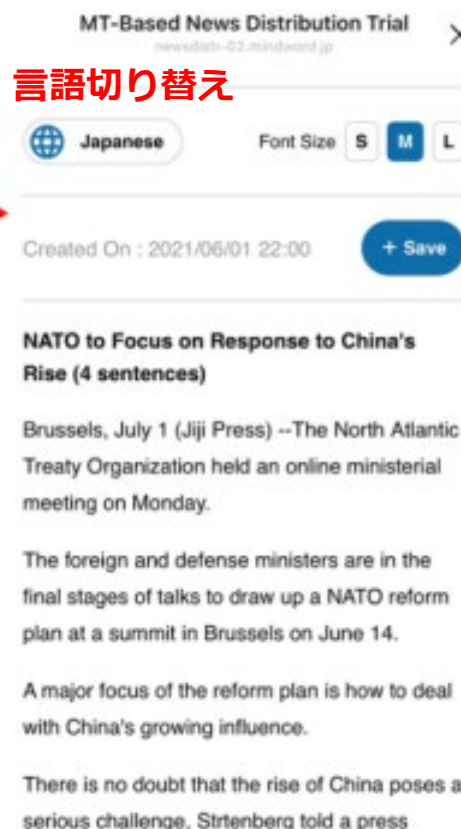 MT-Based News Distribution Trial
newsdistr-02.mindword.jp
言語切り替え
Japanese
Font Size S M L
Created On : 2021/06/01 22:00
+ Save
NATO to Focus on Response to China's
Rise (4 sentences)
Brussels, July 1 (Jiji Press) --The North Atlantic
Treaty Organization held an online ministerial
meeting on Monday.
The foreign and defense ministers are in the
final stages of talks to draw up a NATO reform
plan at a summit in Brussels on June 14.
A major focus of the reform plan is how to deal
with China's growing influence.
There is no doubt that the rise of China poses a
serious challenge, Strtenberg told a press